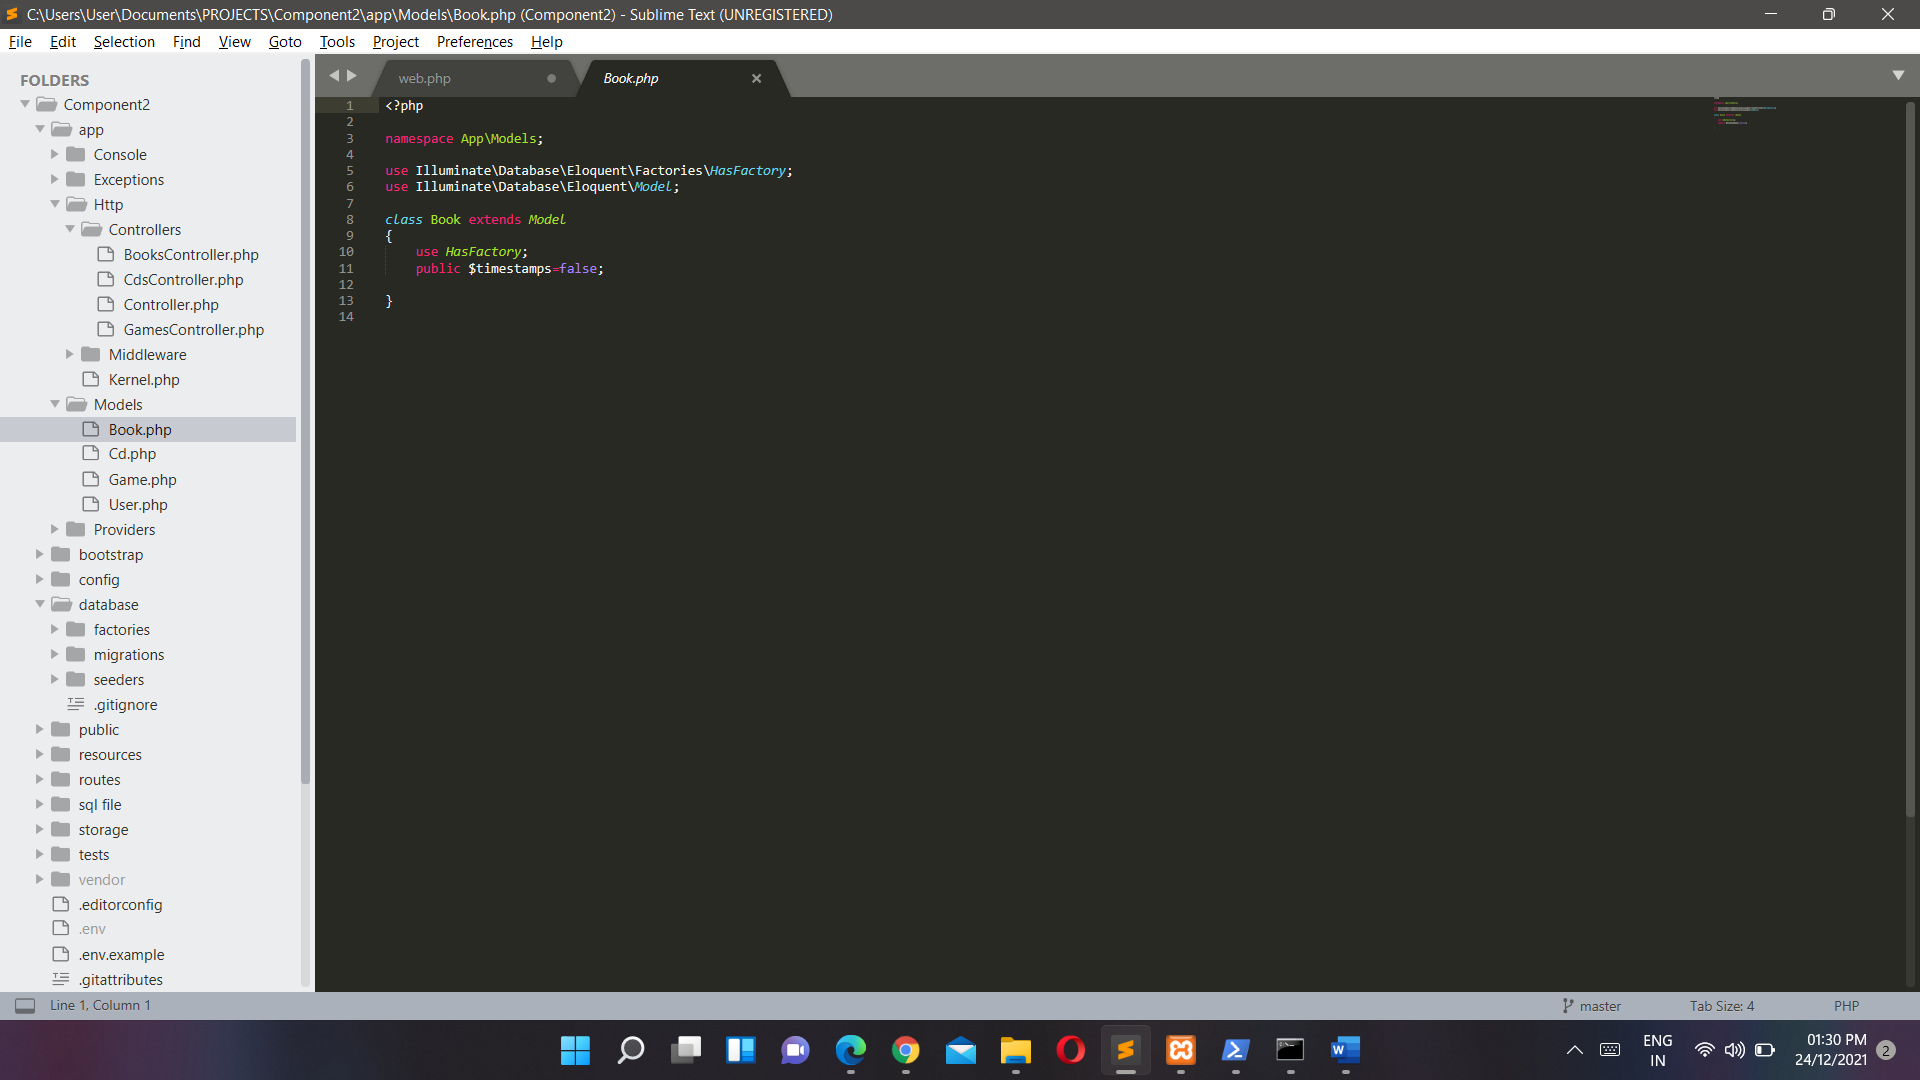 C:\Users\User\Documents\PROJECTS\Component2\app\Models\Book.php (Component2) - Sublime Text (UNREGISTERED)
File Edit Selection Find View Goto Tools Project Preferences Help
FOLDERS
Component2
app
Console
Exceptions
Http
Controllers
BooksController.php
CdsController.php
Controller.php
GamesController.php
Middleware
Kernel.php
Models
Book.php
Cd.php
Game.php
User.php
Providers
bootstrap
config
database
factories
migrations
seeders
.gitignore
public
resources
routes
sql file
storage
tests
vendor
.editorconfig
.env
.env.example
.gitattributes
web.php Book.php
1 <?php
2
3 namespace App\Models;
4
5 use Illuminate\Database\Eloquent\Factories\HasFactory;
6 use Illuminate\Database\Eloquent\Model;
7
8 class Book extends Model
9 {
10 use HasFactory;
11 public $timestamps=false;
12
13 }
14
Line 1, Column 1 master Tab Size: 4 PHP
ENG
IN
01:30 PM
24/12/2021
2